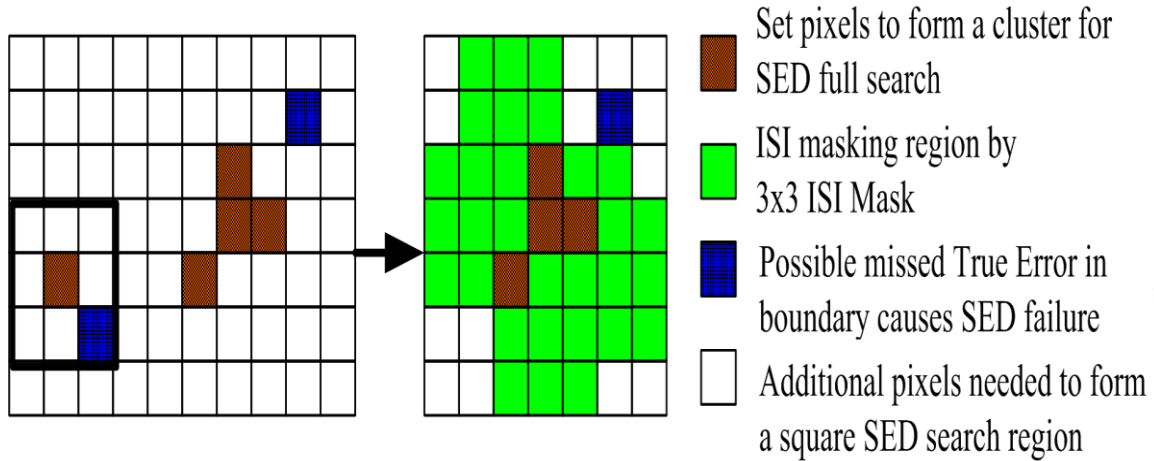 Set pixels to form a cluster for
SED full search
ISI masking region by
3x3 ISI Mask
Possible missed True Error in
boundary causes SED failure
Additional pixels needed to form
a square SED search region